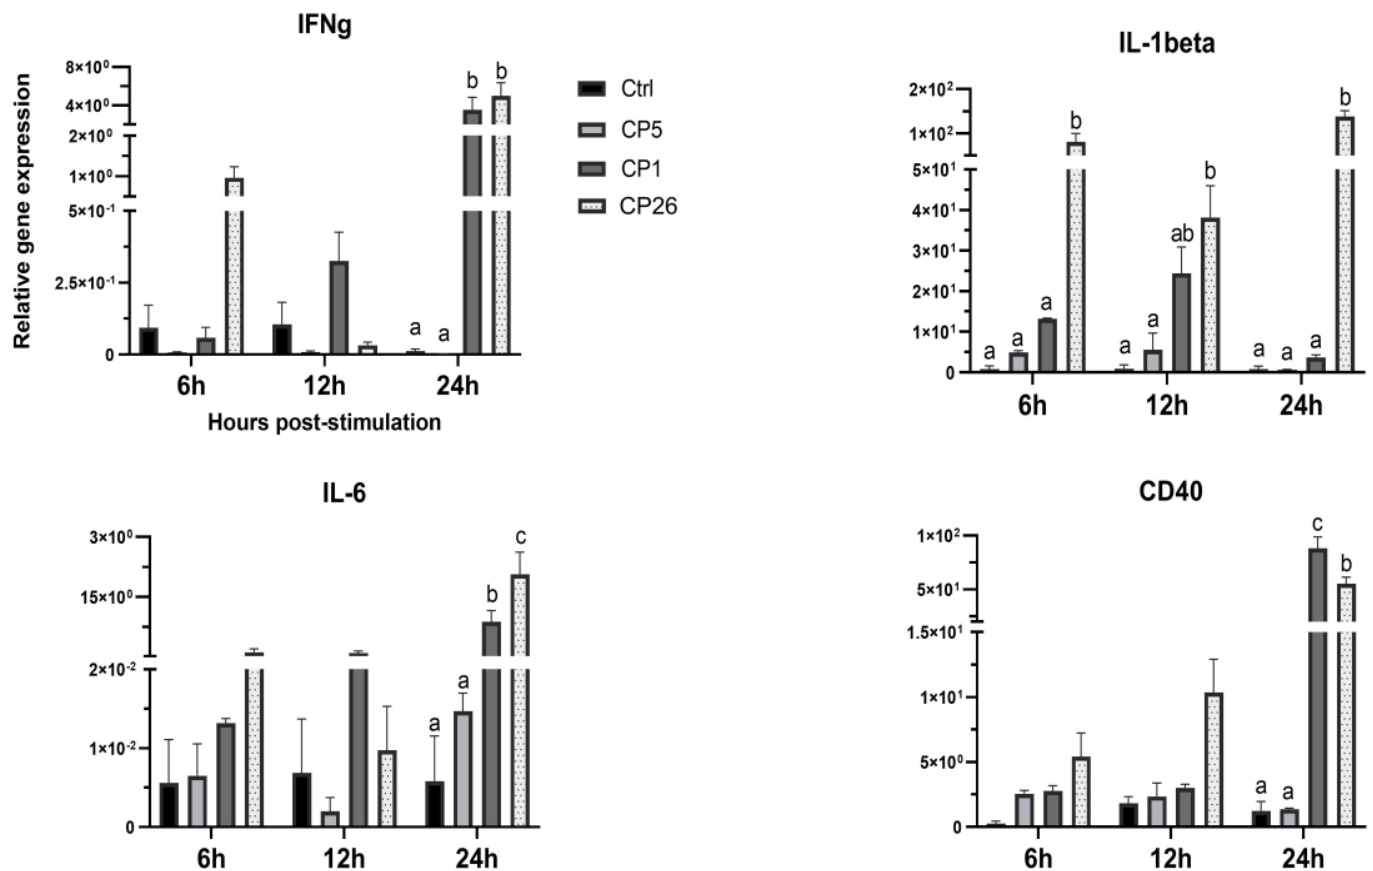 IFNg
Relative gene expression
8×10⁰
4×10⁰
2×10⁰
1×10⁰
5×10⁻¹
2.5×10⁻¹
0
a
a
b
b
6h
12h
24h
Hours post-stimulation
Ctrl
CP5
CP1
CP26
IL-1beta
2×10²
1×10²
5×10¹
4×10¹
3×10¹
2×10¹
1×10¹
0
a
a
a
b
a
a
ab
b
a
a
a
b
6h
12h
24h
IL-6
3×10⁰
15×10⁰
2×10⁻²
1×10⁻²
0
a
a
b
c
6h
12h
24h
CD40
1×10²
5×10¹
1.5×10¹
1×10¹
5×10⁰
0
a
a
c
b
6h
12h
24h